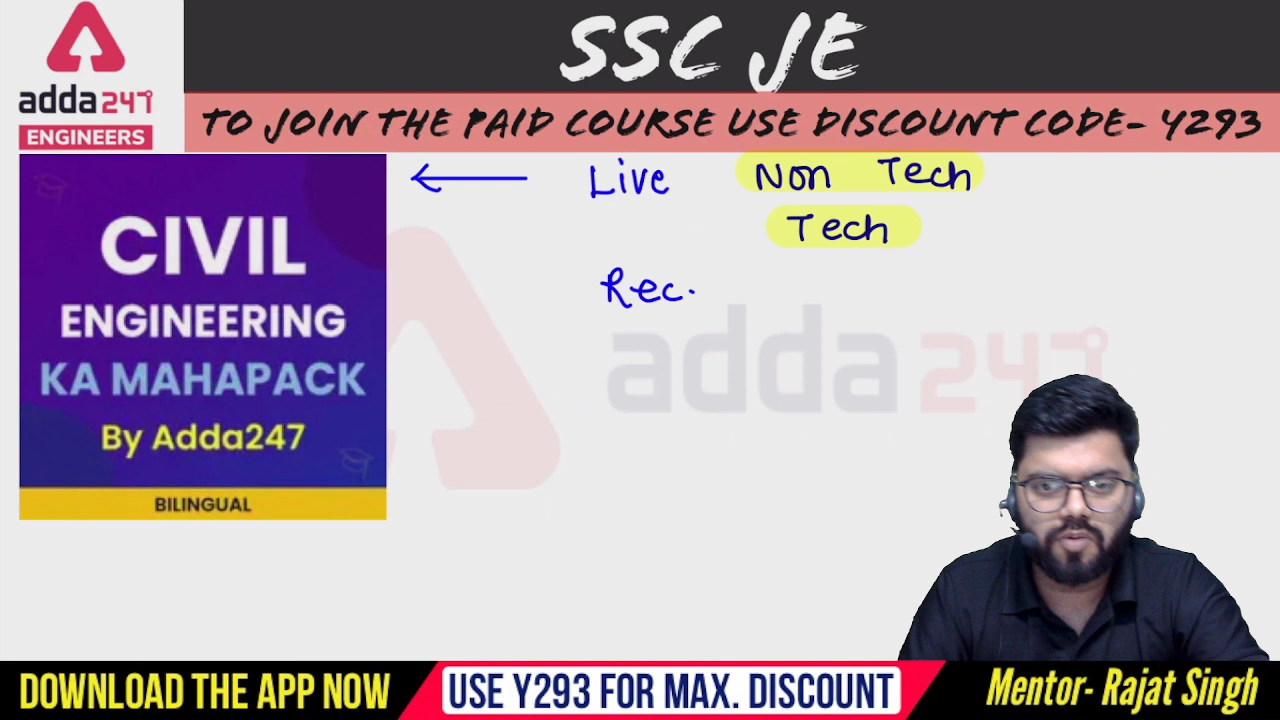 SSC JE
adda247
ENGINEERS
TO JOIN THE PAID COURSE USE DISCOUNT CODE- Y293
Live Non Tech
Tech
Rec.
CIVIL
ENGINEERING
KA MAHAPACK
By Adda247
BILINGUAL
adda247
DOWNLOAD THE APP NOW
USE Y293 FOR MAX. DISCOUNT
Mentor- Rajat Singh